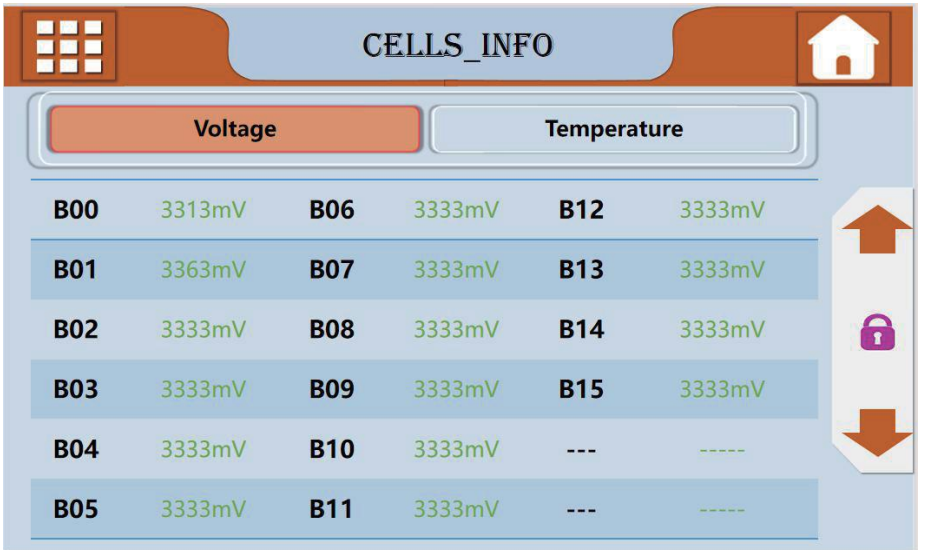 CELLS_INFO
Voltage Temperature
B00 3313mV B06 3333mV B12 3333mV
B01 3363mV B07 3333mV B13 3333mV
B02 3333mV B08 3333mV B14 3333mV
B03 3333mV B09 3333mV B15 3333mV
B04 3333mV B10 3333mV --- -----
B05 3333mV B11 3333mV --- -----